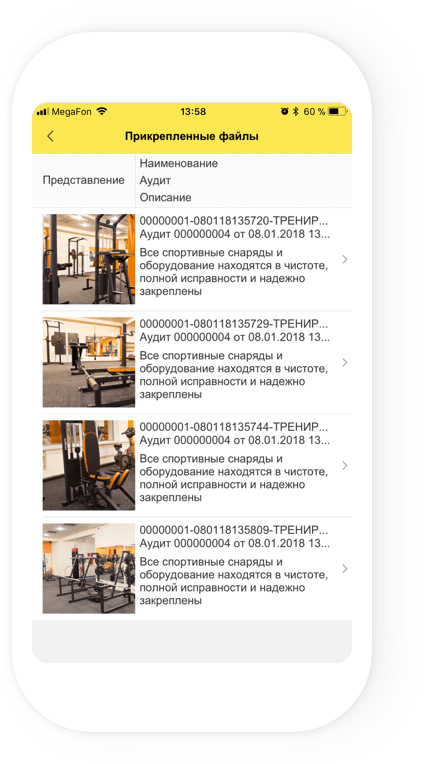 MegaFon 13:58 60 %
Прикрепленные файлы
Представление
Наименование
Аудит
Описание
00000001-080118135720-ТРЕНИР...
Аудит 000000004 от 08.01.2018 13...
Все спортивные снаряды и
оборудование находятся в чистоте,
полной исправности и надежно
закреплены
00000001-080118135729-ТРЕНИР...
Аудит 000000004 от 08.01.2018 13...
Все спортивные снаряды и
оборудование находятся в чистоте,
полной исправности и надежно
закреплены
00000001-080118135744-ТРЕНИР...
Аудит 000000004 от 08.01.2018 13...
Все спортивные снаряды и
оборудование находятся в чистоте,
полной исправности и надежно
закреплены
00000001-080118135809-ТРЕНИР...
Аудит 000000004 от 08.01.2018 13...
Все спортивные снаряды и
оборудование находятся в чистоте,
полной исправности и надежно
закреплены